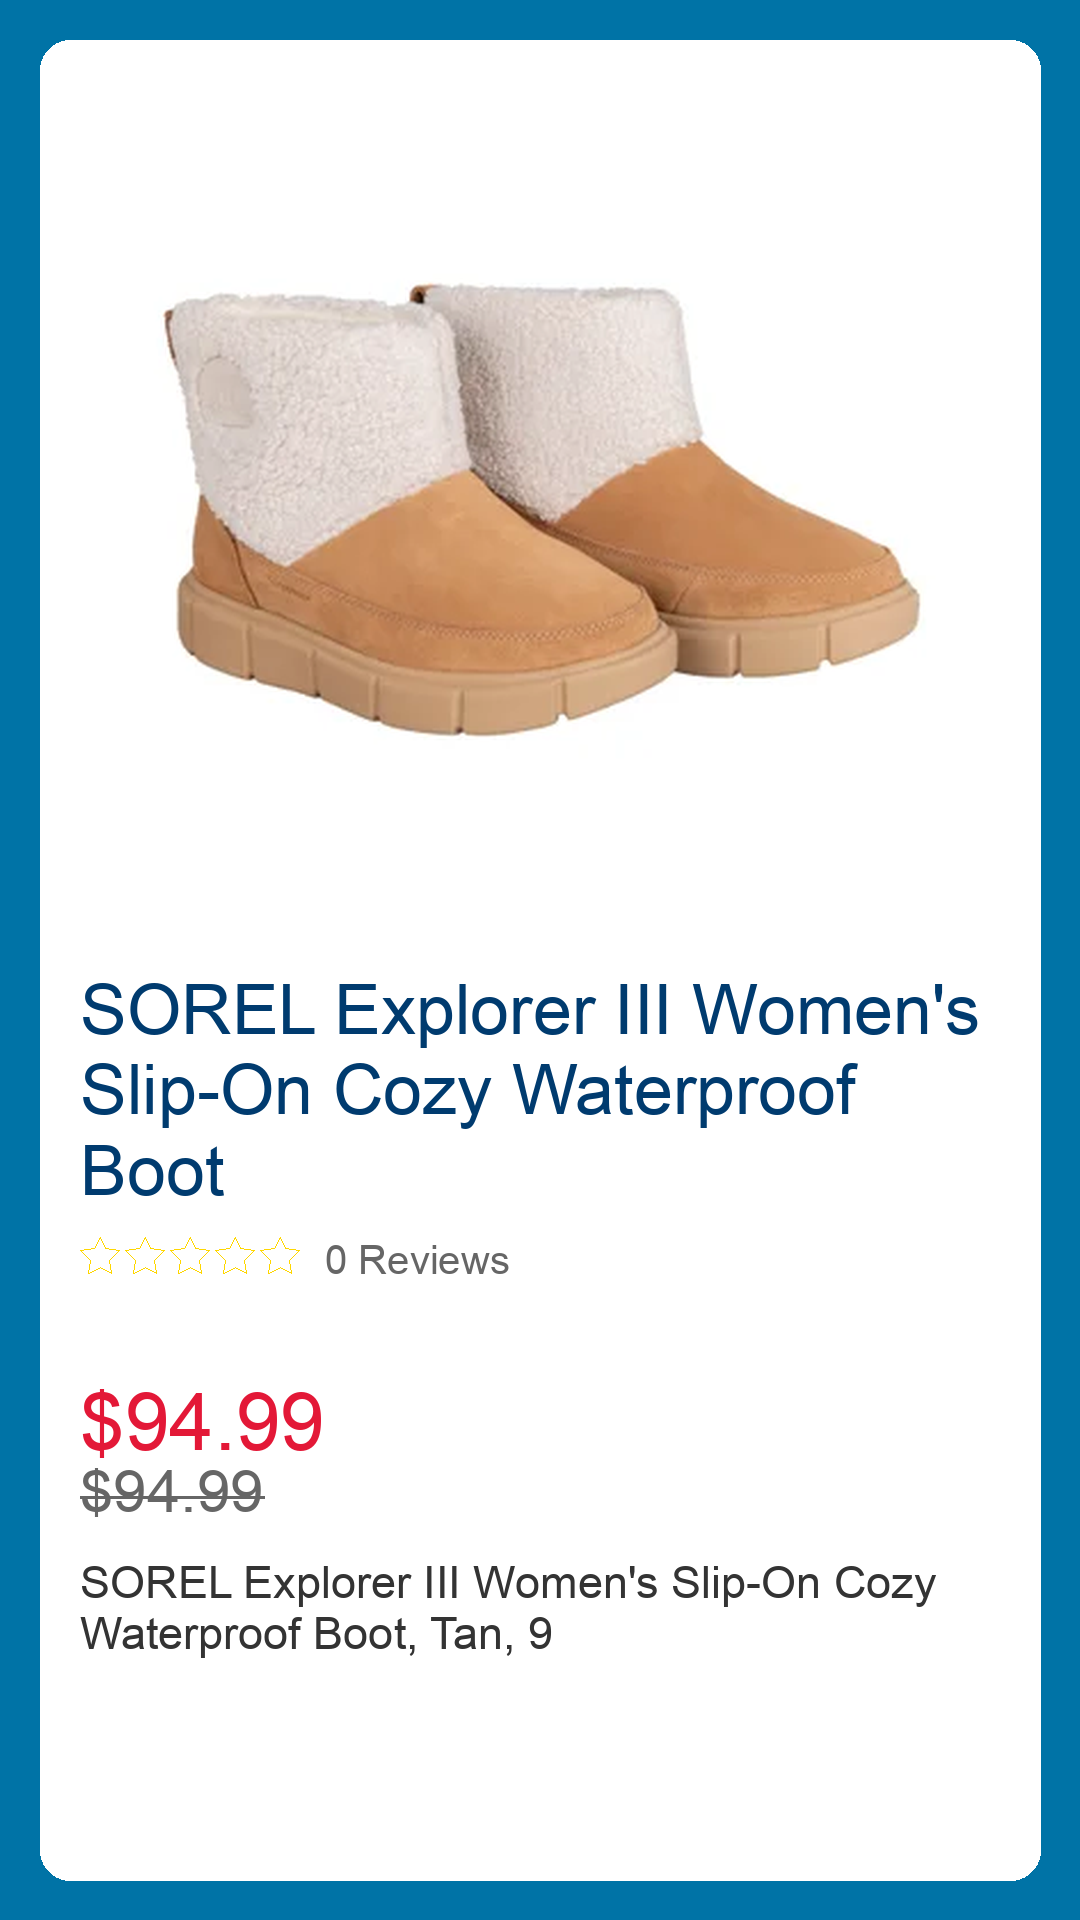 SOREL Explorer III Women's
Slip-On Cozy Waterproof
Boot
0 Reviews
$94.99
$94.99
SOREL Explorer III Women's Slip-On Cozy
Waterproof Boot, Tan, 9